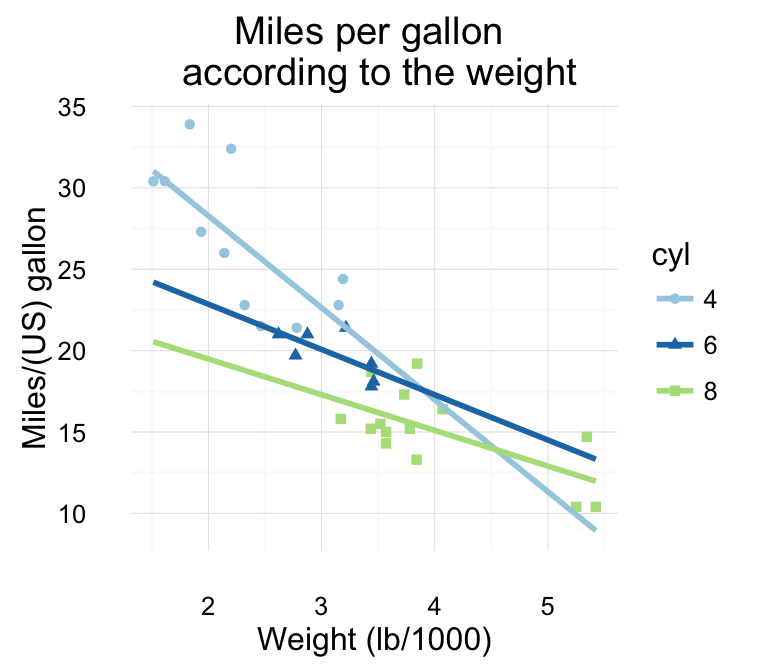 Miles per gallon
according to the weight
Miles/(US) gallon
35
30
25
20
15
10
2 3 4 5
Weight (lb/1000)
cyl
4
6
8